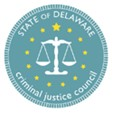 STATE OF DELAWARE
criminal justice council